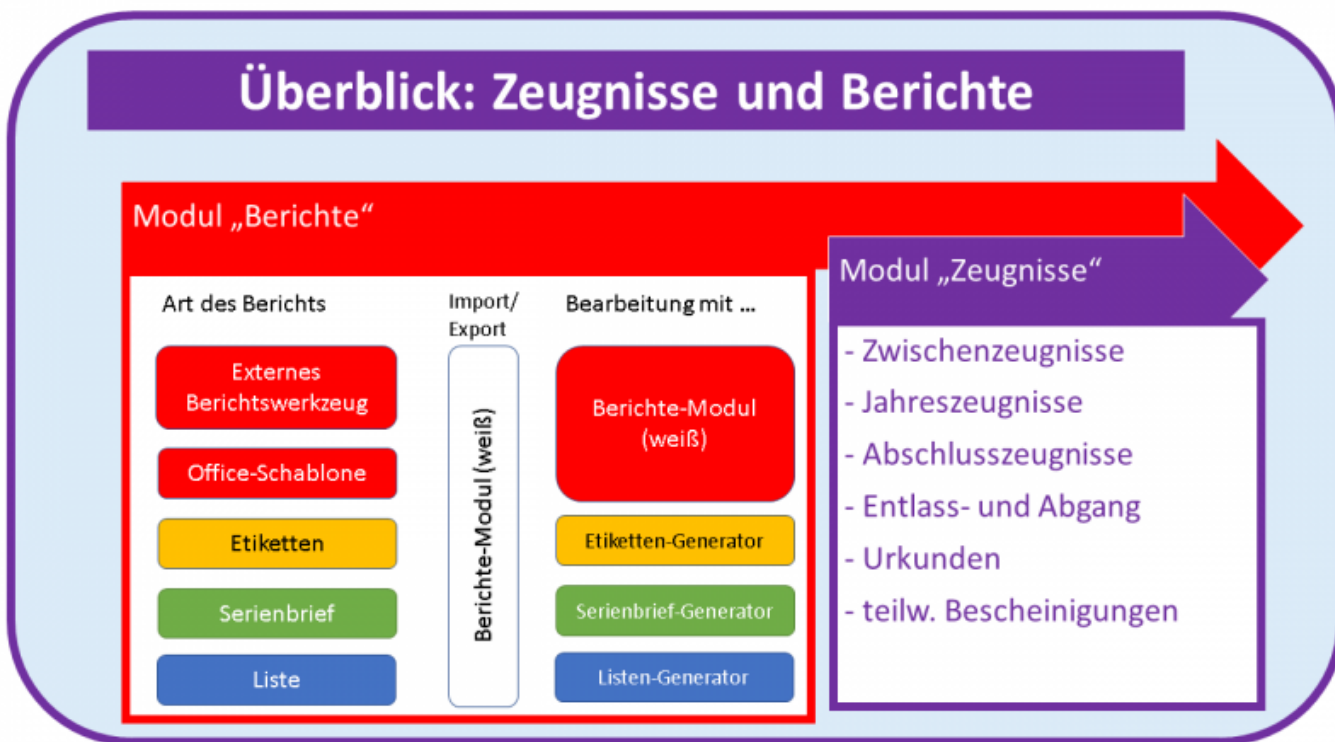 Überblick: Zeugnisse und Berichte
Modul „Berichte“
Art des Berichts
Import/
Export
Bearbeitung mit ...
Externes
Berichtswerkzeug
Office-Schablone
Etiketten
Serienbrief
Liste
Berichte-Modul (weiß)
Berichte-Modul
(weiß)
Etiketten-Generator
Serienbrief-Generator
Listen-Generator
Modul „Zeugnisse“
- Zwischenzeugnisse
- Jahreszeugnisse
- Abschlusszeugnisse
- Entlass- und Abgang
- Urkunden
- teilw. Bescheinigungen